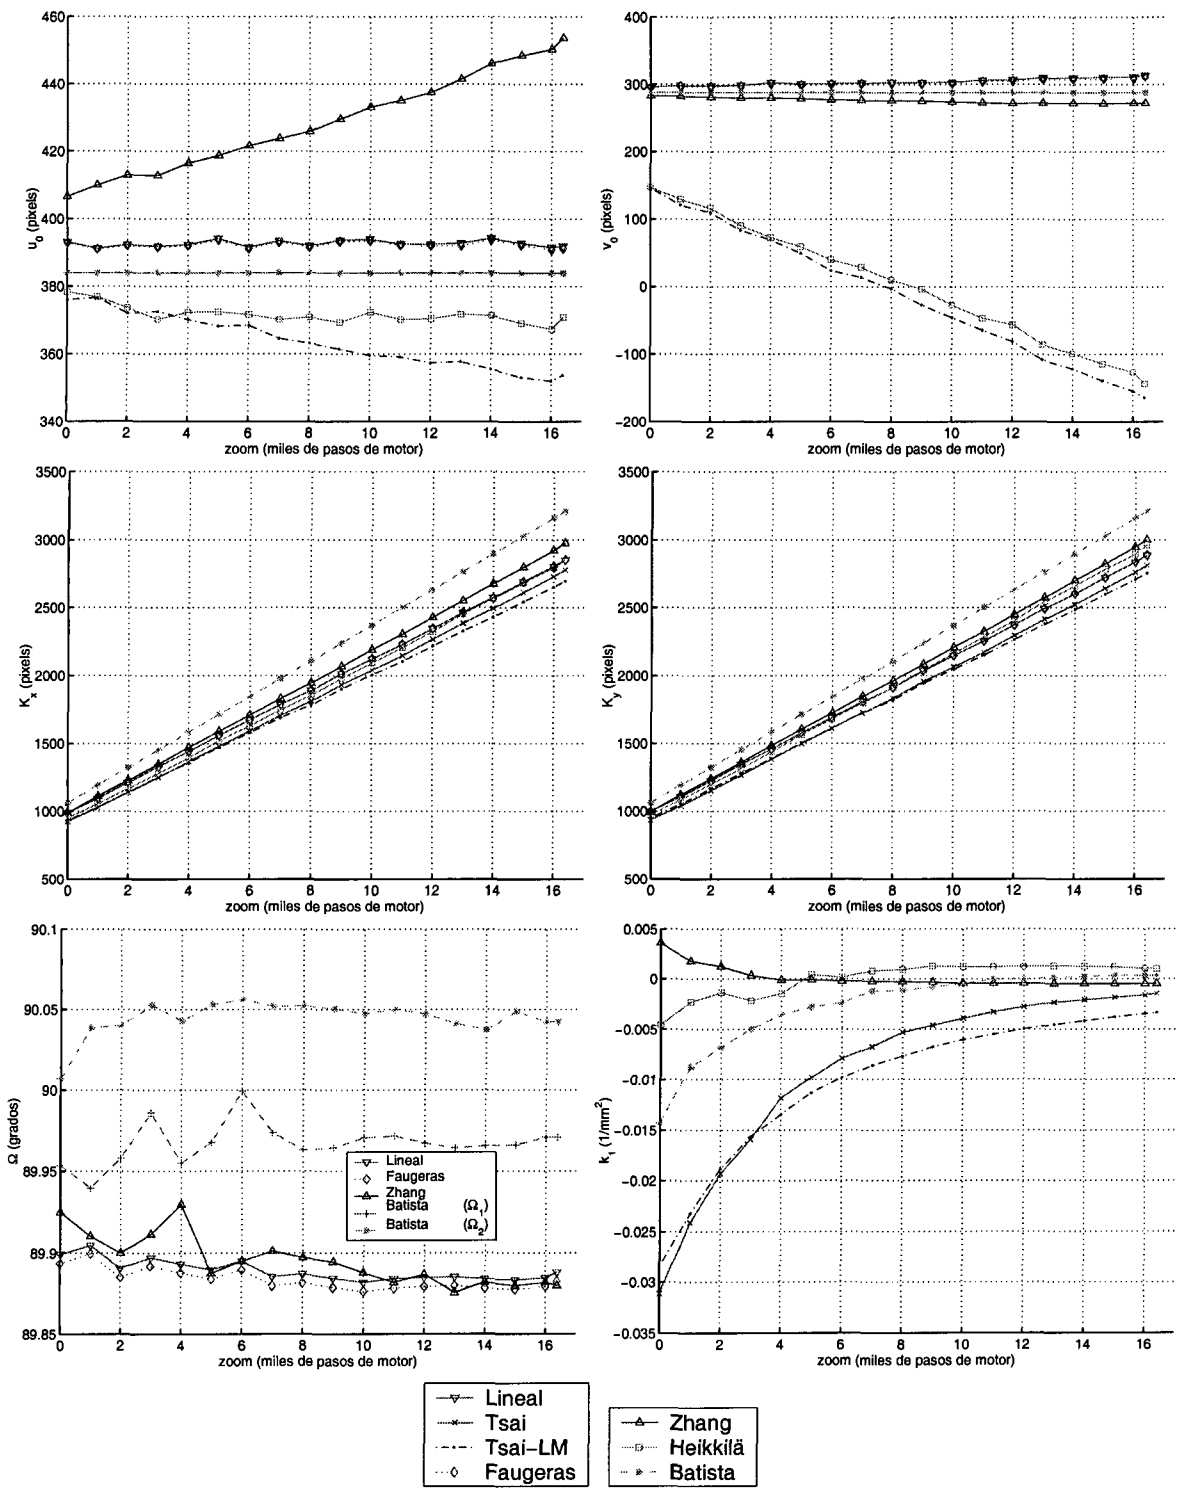 460
440
420
400
380
360
340
u₀ (pixels)
0 2 4 6 8 10 12 14 16
zoom (miles de pasos de motor)
400
300
200
100
0
−100
−200
v₀ (pixels)
0 2 4 6 8 10 12 14 16
zoom (miles de pasos de motor)
3500
3000
2500
2000
1500
1000
500
Kₓ (pixels)
0 2 4 6 8 10 12 14 16
zoom (miles de pasos de motor)
3500
3000
2500
2000
1500
1000
500
K_y (pixels)
0 2 4 6 8 10 12 14 16
zoom (miles de pasos de motor)
90.1
90.05
90
89.95
89.9
89.85
Ω (grados)
Lineal
Faugeras
Zhang
Batista (Ω₁)
Batista (Ω₂)
0 2 4 6 8 10 12 14 16
zoom (miles de pasos de motor)
0.005
0
−0.005
−0.01
−0.015
−0.02
−0.025
−0.03
−0.035
k₁ (1/mm²)
0 2 4 6 8 10 12 14 16
zoom (miles de pasos de motor)
Lineal
Tsai
Tsai−LM
Faugeras
Zhang
Heikkilä
Batista